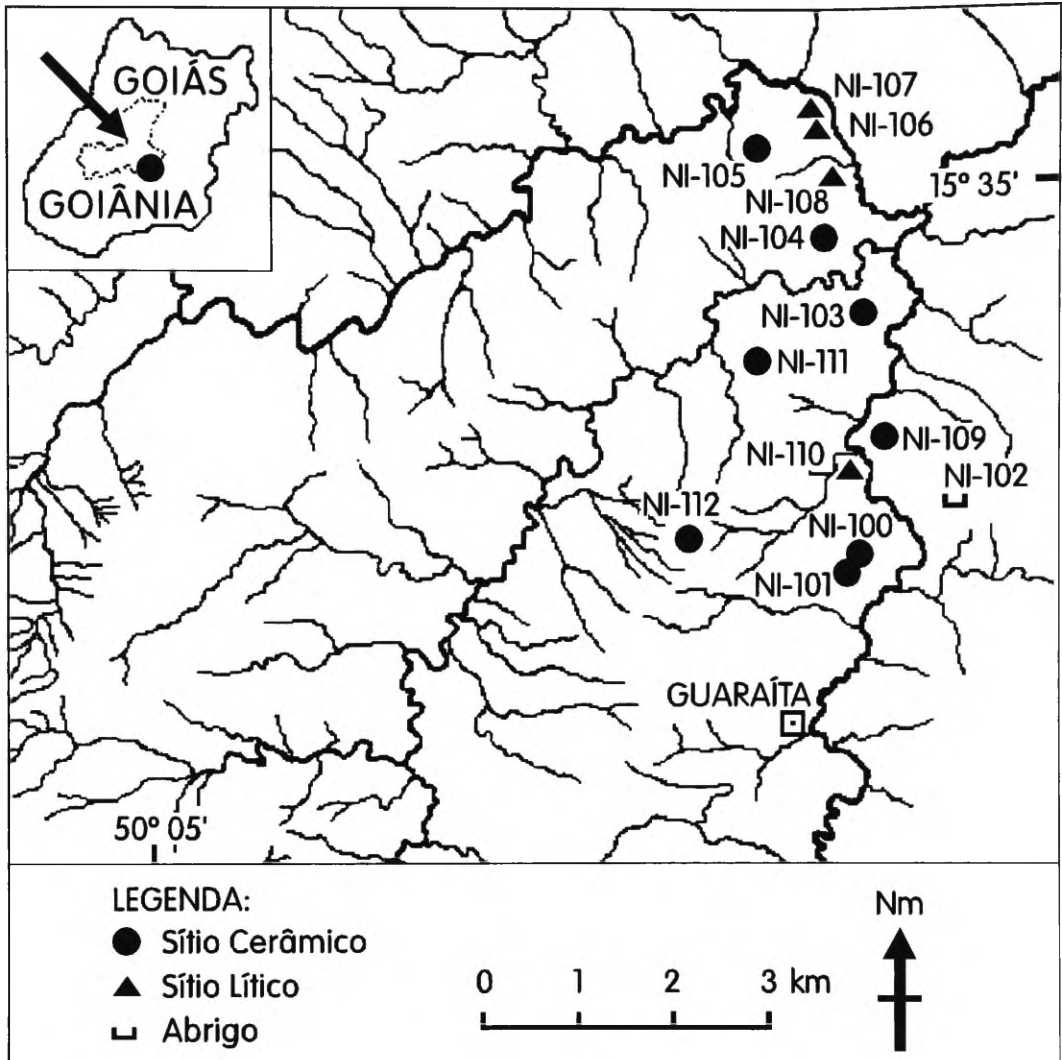 GOIÁS
GOIÂNIA
NI-107
NI-106
NI-105
15° 35'
NI-108
NI-104
NI-103
NI-111
NI-109
NI-110
NI-102
NI-112
NI-100
NI-101
GUARAÍTA
50° 05'
LEGENDA:
Sítio Cerâmico
Sítio Lítico
Abrigo
0 1 2 3 km
Nm